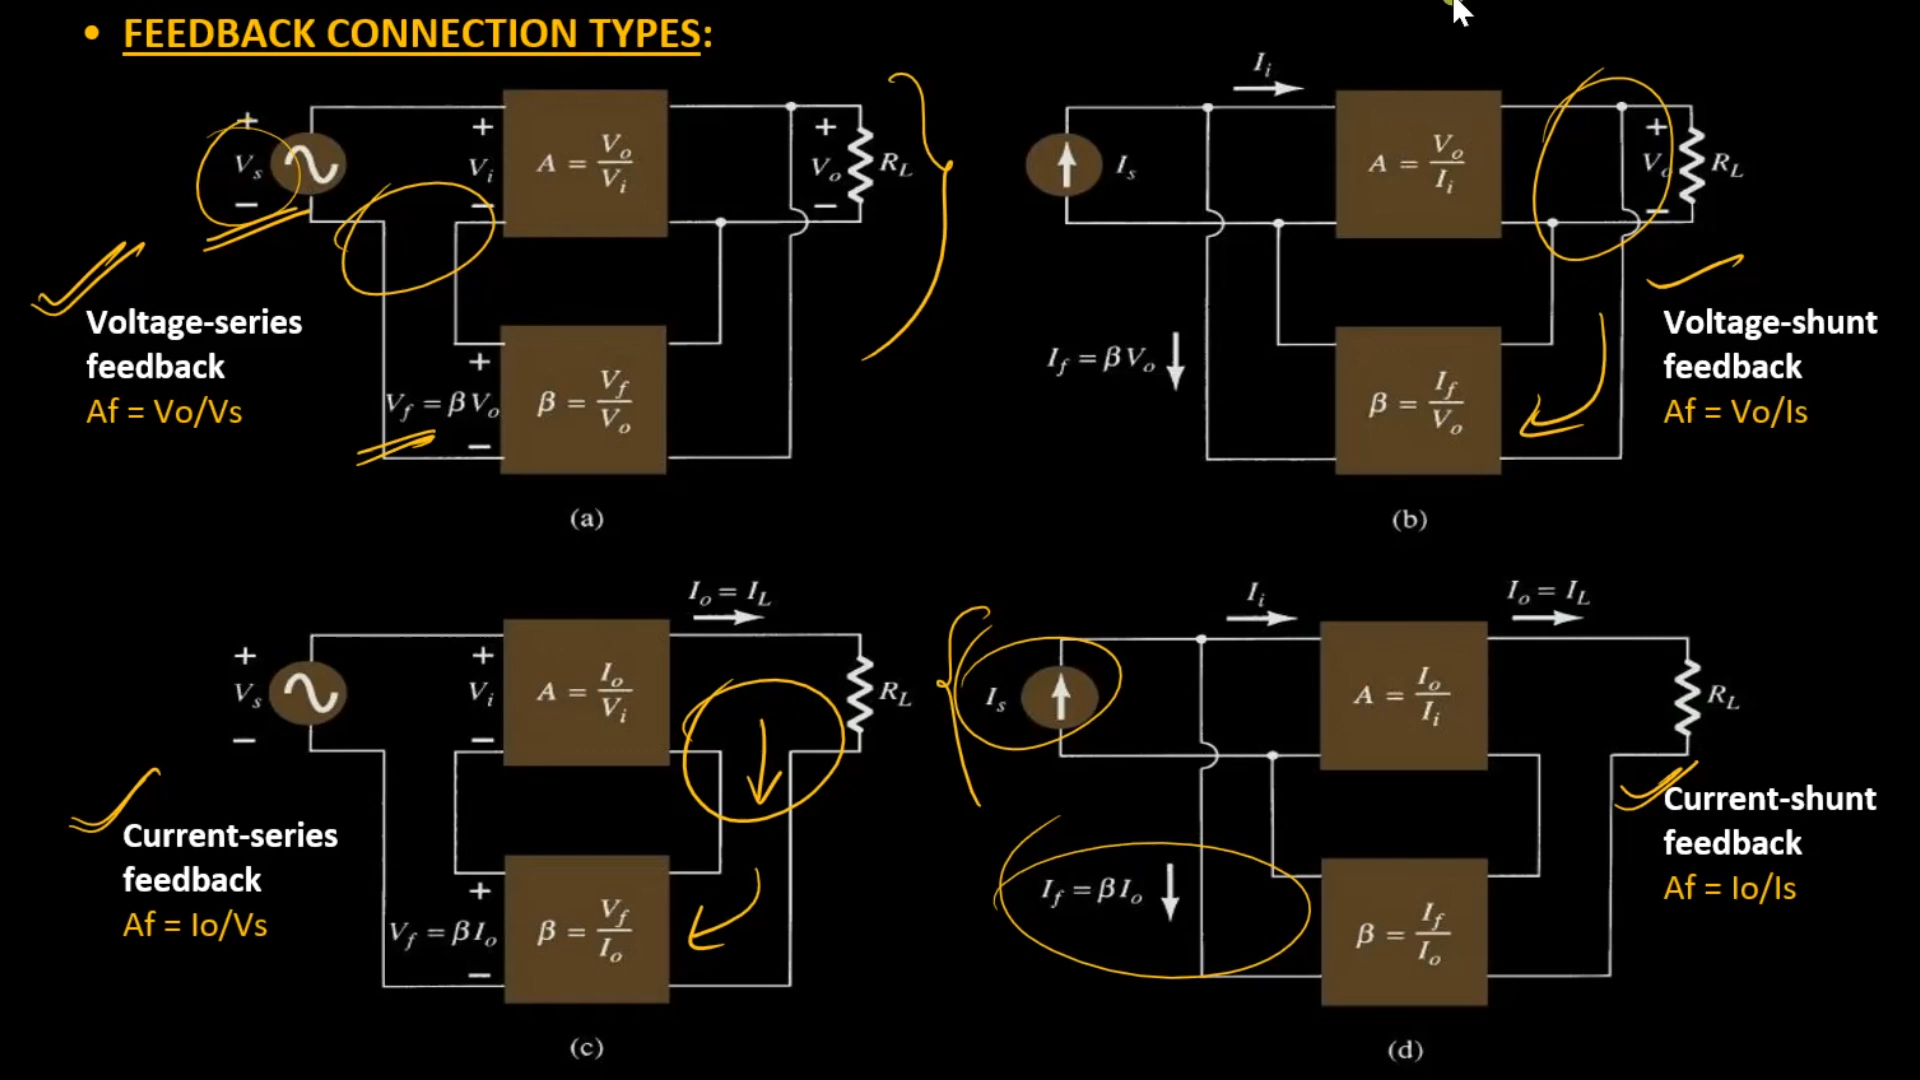 • FEEDBACK CONNECTION TYPES:
+
Vs
−
+
Vi
−
A = Vo/Vi
+
Vo
−
RL
Voltage-series
feedback
Af = Vo/Vs
+
Vf = βVo
−
β = Vf/Vo
(a)
Ii
Is
A = Vo/Ii
+
Vo
−
RL
If = βVo
β = If/Vo
Voltage-shunt
feedback
Af = Vo/Is
(b)
Io = IL
+
Vs
−
+
Vi
−
A = Io/Vi
RL
Current-series
feedback
Af = Io/Vs
+
Vf = βIo
−
β = Vf/Io
(c)
Ii
Io = IL
Is
A = Io/Ii
RL
If = βIo
β = If/Io
Current-shunt
feedback
Af = Io/Is
(d)